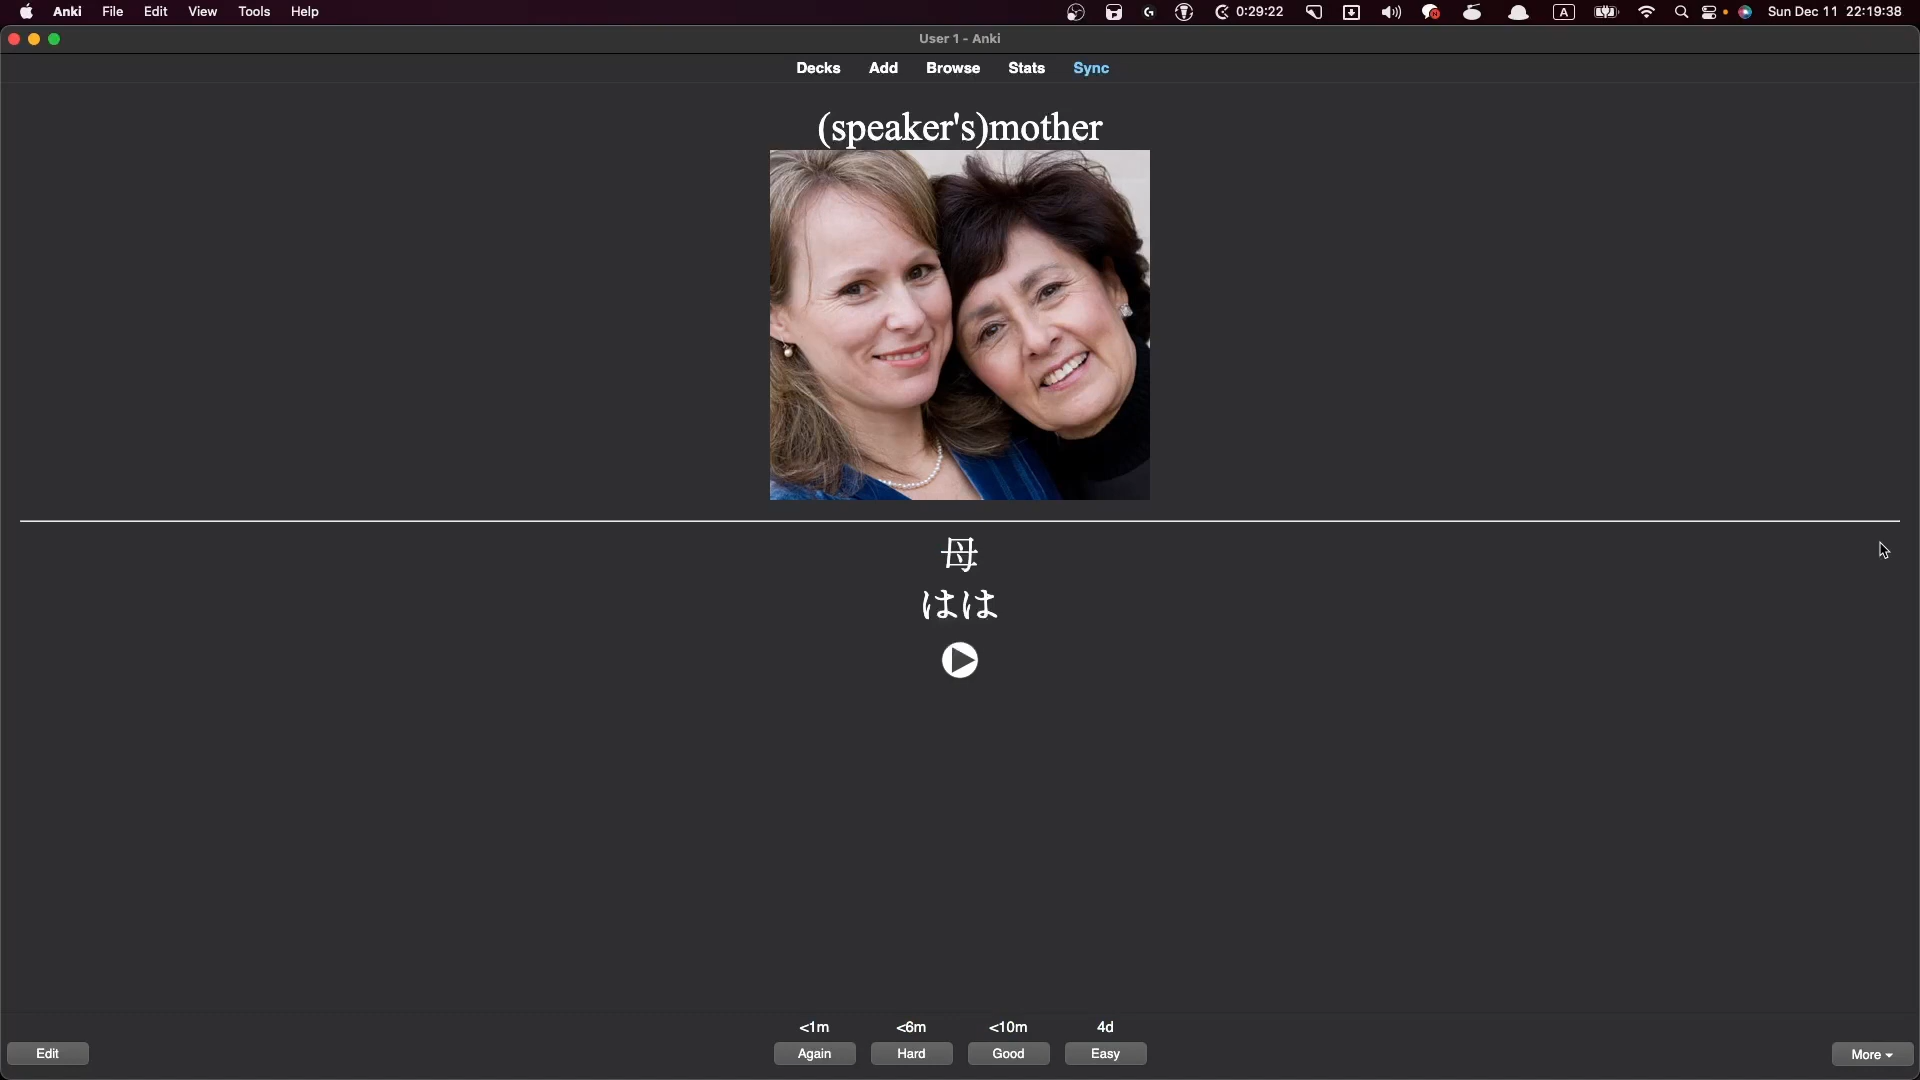 Anki File Edit View Tools Help 0:29:22 A Sun Dec 11 22:19:38
User 1 - Anki
Decks Add Browse Stats Sync
(speaker's)mother
母
はは
<1m <6m <10m 4d
Edit Again Hard Good Easy More